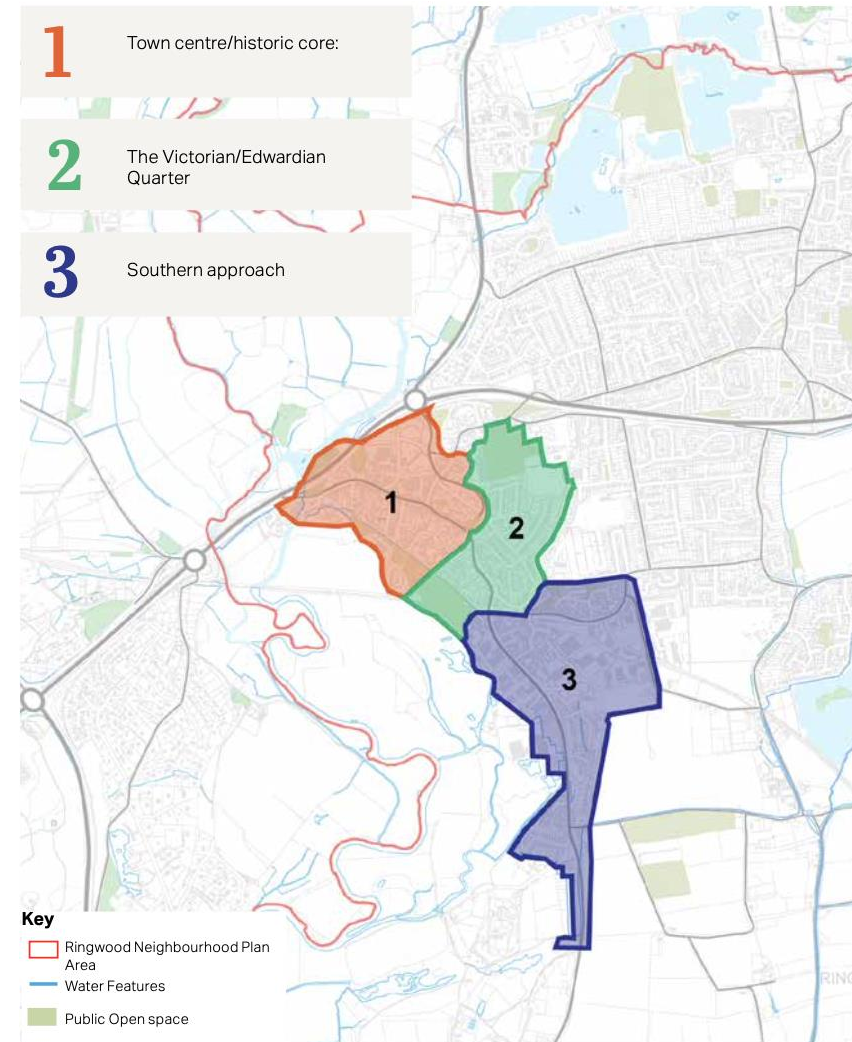 1
Town centre/historic core:
2
The Victorian/Edwardian
Quarter
3
Southern approach
1
2
3
Key
Ringwood Neighbourhood Plan
Area
Water Features
Public Open space